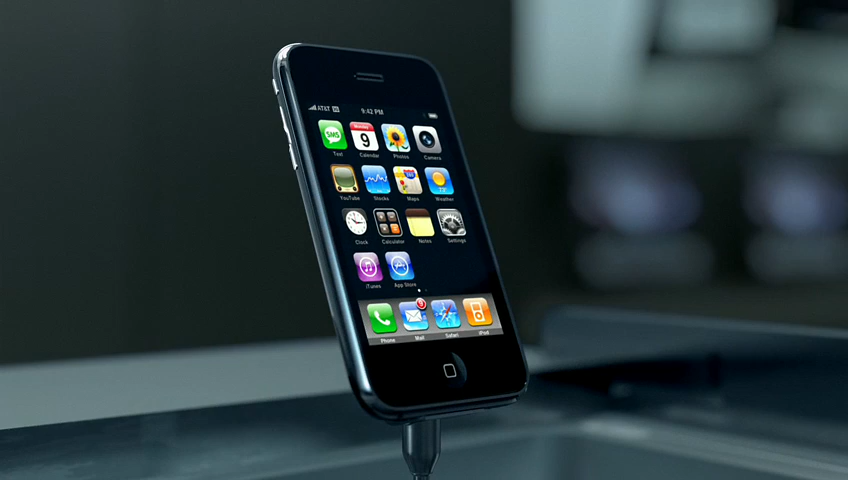 AT&T 9:42 PM
SMS Monday 9
Text Calendar Photos Camera
YouTube Stocks Maps Weather
Clock Calculator Notes Settings
iTunes App Store
Phone Mail Safari iPod